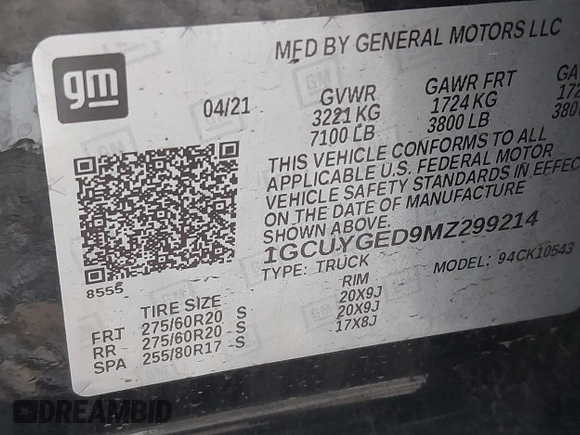 gm
MFD BY GENERAL MOTORS LLC
04/21
GVWR
3221 KG
7100 LB
GAWR FRT
1724 KG
3800 LB
THIS VEHICLE CONFORMS TO ALL
APPLICABLE U.S. FEDERAL MOTOR
VEHICLE SAFETY STANDARDS IN EFFEC
ON THE DATE OF MANUFACTURE
SHOWN ABOVE.
1GCUYGED9MZ299214
TYPE: TRUCK MODEL: 94CK10543
8555
TIRE SIZE RIM
FRT 275/60R20 S 20X9J
RR 275/60R20 S 20X9J
SPA 255/80R17 S 17X8J
DREAMBID